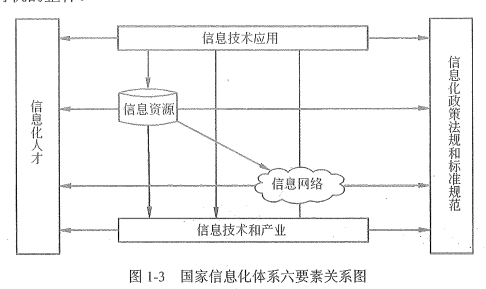 信息技术应用
信息资源
信息网络
信息技术和产业
信息化人才
信息化政策法规和标准规范
图 1-3 国家信息化体系六要素关系图